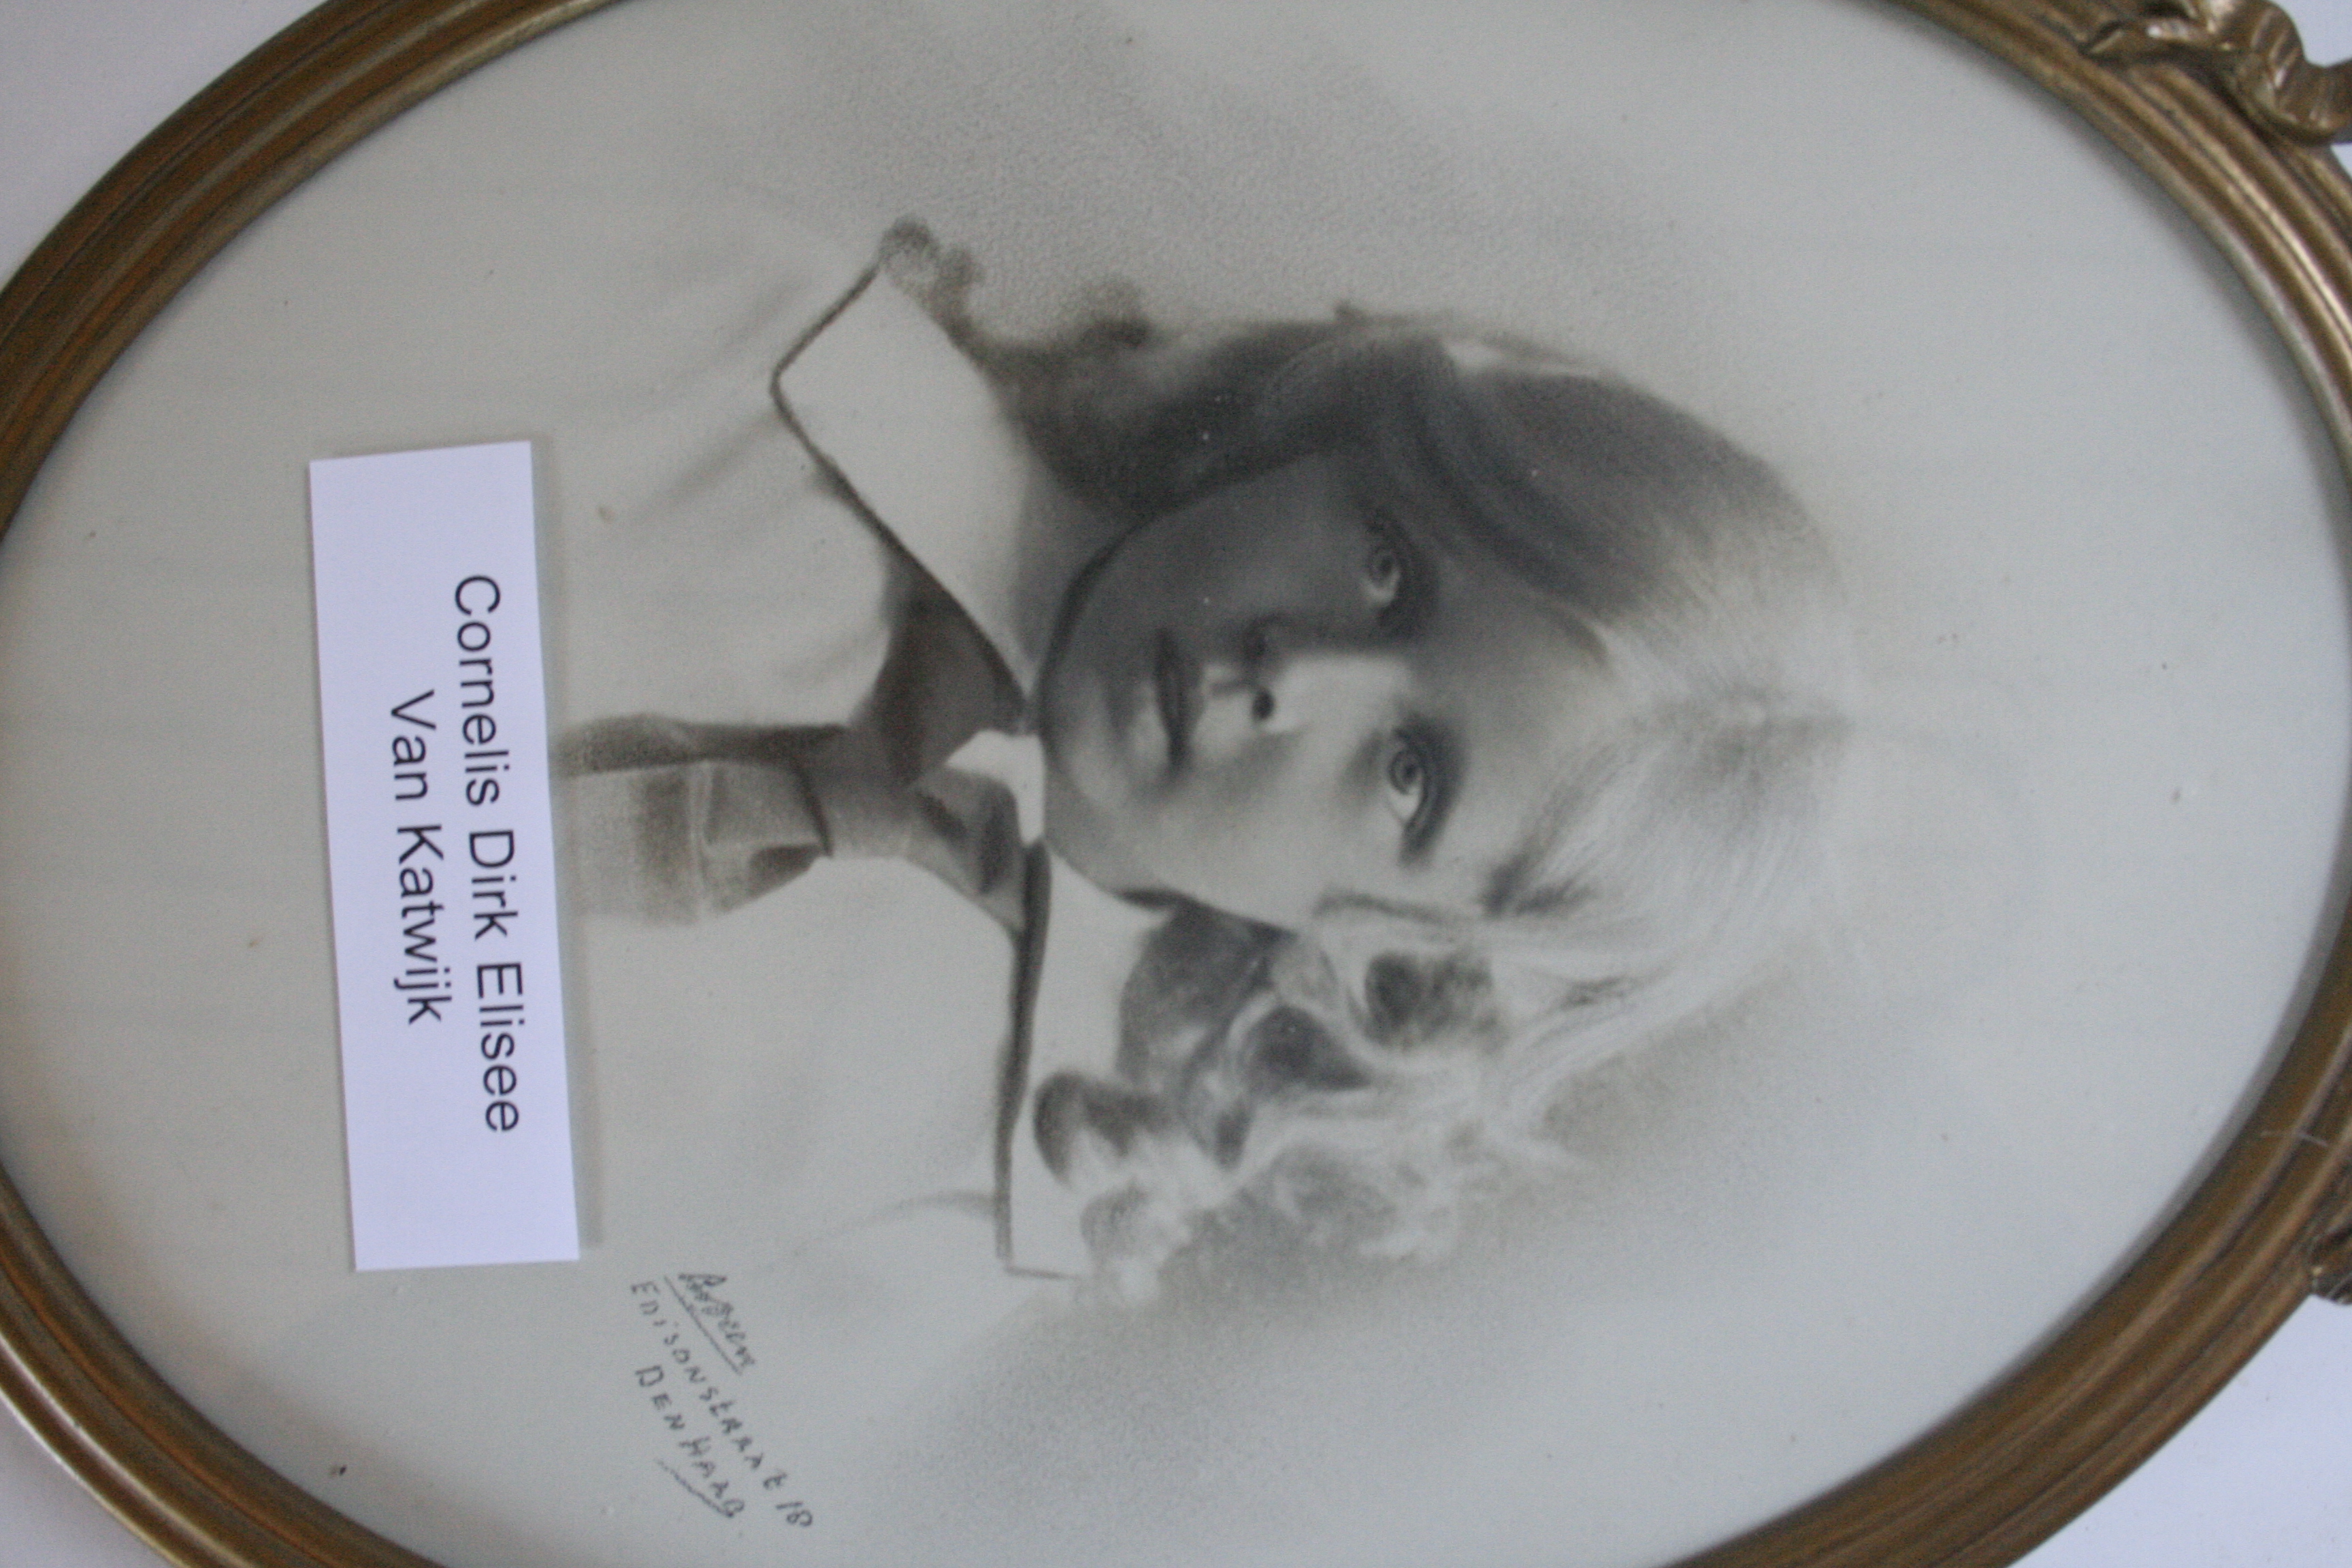 Cornelis Dirk Elisee
Van Katwijk
EDISONSTRAAT 18
DEN HAAG